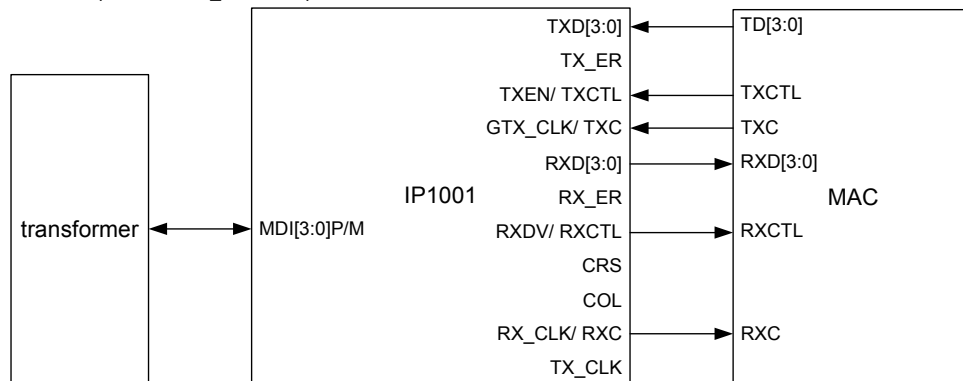 TXD[3:0] TD[3:0]
TX_ER
TXEN/ TXCTL TXCTL
GTX_CLK/ TXC TXC
RXD[3:0] RXD[3:0]
IP1001 RX_ER MAC
transformer MDI[3:0]P/M RXDV/ RXCTL RXCTL
CRS
COL
RX_CLK/ RXC RXC
TX_CLK